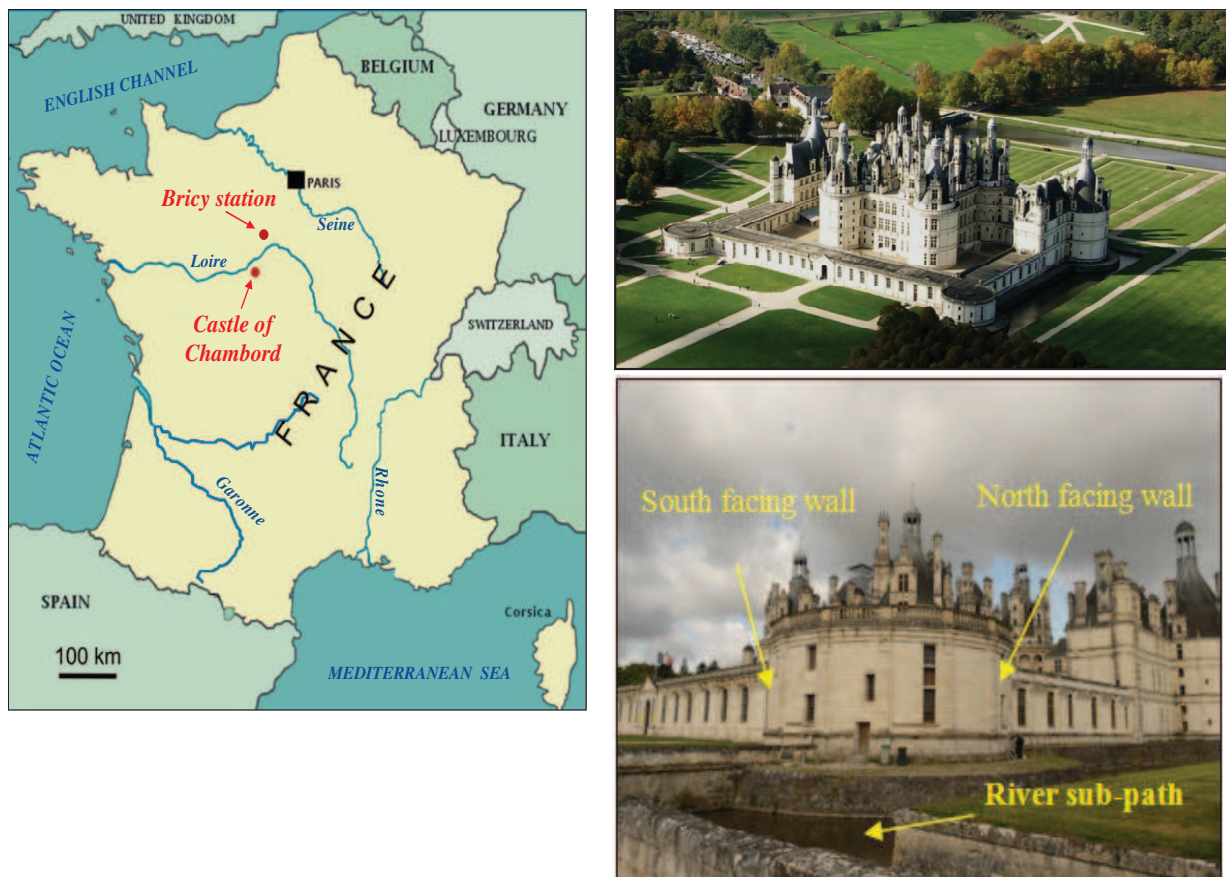 UNITED KINGDOM
ENGLISH CHANNEL
BELGIUM
GERMANY
LUXEMBOURG
PARIS
Bricy station
Seine
Loire
Castle of
Chambord
FRANCE
SWITZERLAND
ATLANTIC OCEAN
ITALY
Garonne
Rhone
SPAIN
Corsica
100 km
MEDITERRANEAN SEA
South facing wall
North facing wall
River sub-path